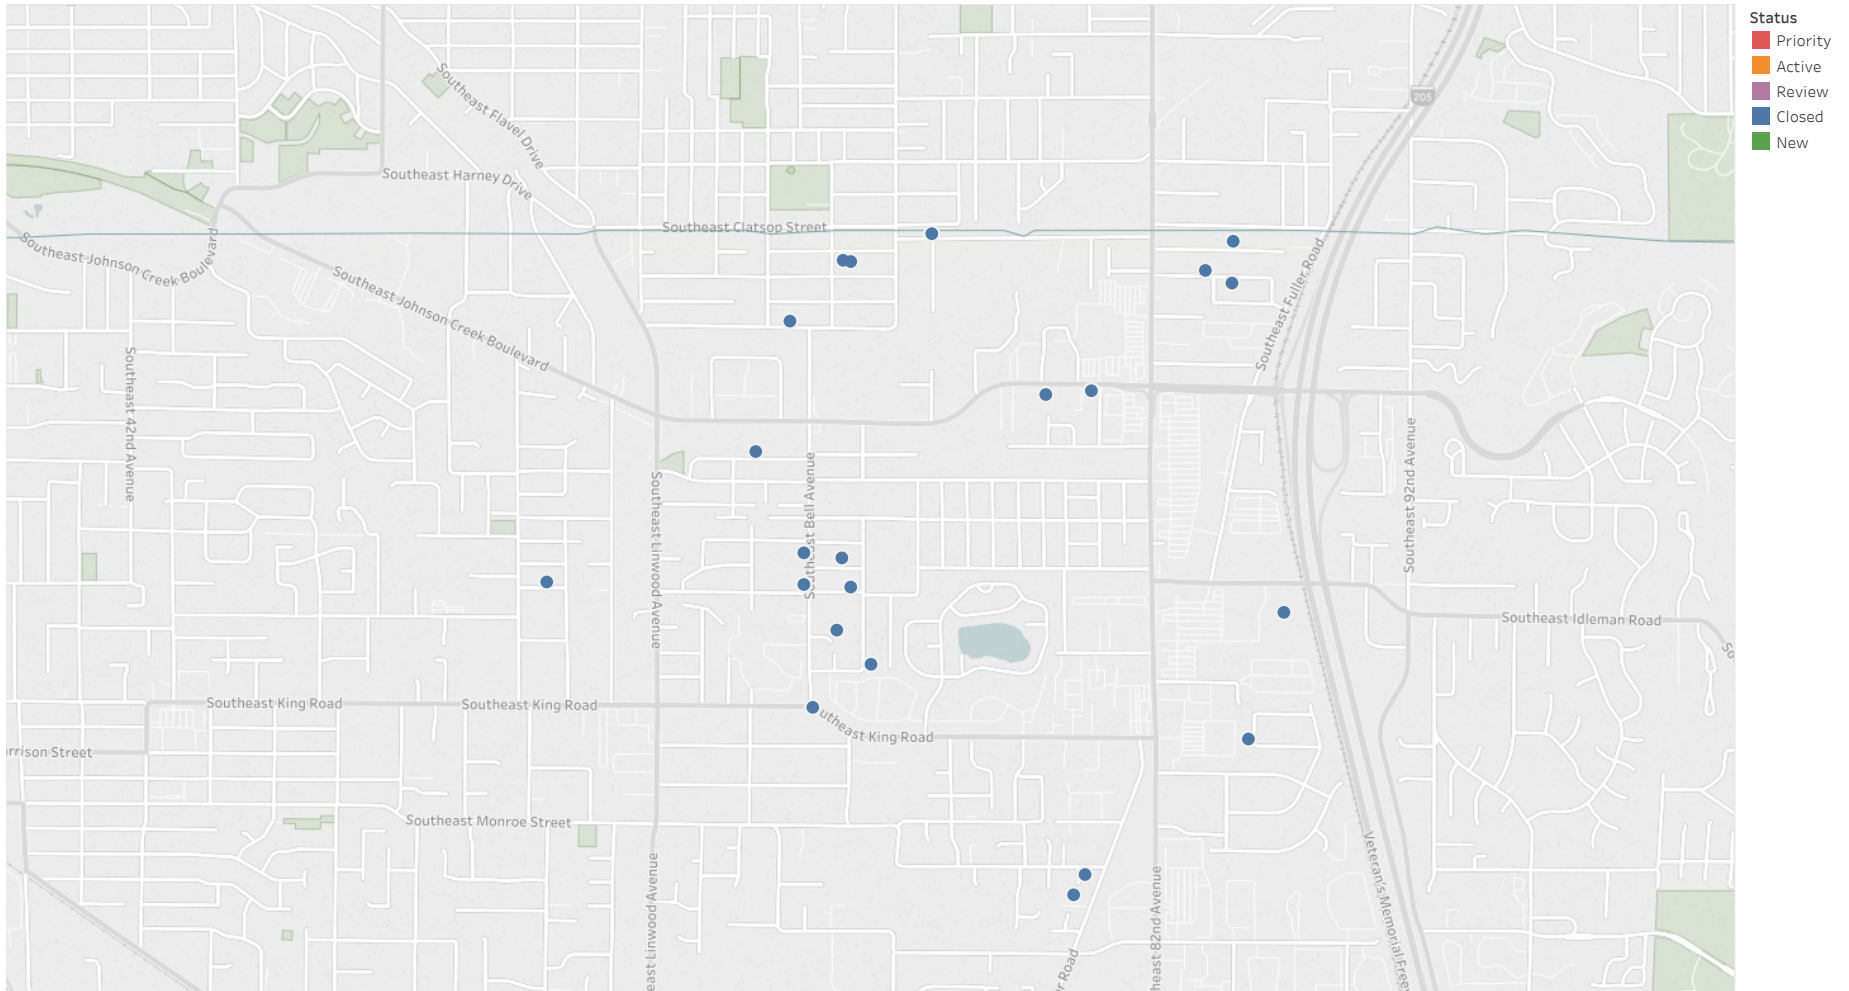 Status
Priority
Active
Review
Closed
New
205
Southeast Flavel Drive
Southeast Harney Drive
Southeast Clatsop Street
Southeast Johnson Creek Boulevard
Southeast Johnson Creek Boulevard
Southeast Fuller Road
Southeast 42nd Avenue
Southeast Linwood Avenue
Southeast Bell Avenue
Southeast 92nd Avenue
Southeast Idleman Road
So
Southeast King Road
Southeast King Road
utheast King Road
rrison Street
Southeast Monroe Street
east Linwood Avenue
heast 82nd Avenue
r Road
Veteran's Memorial Freew